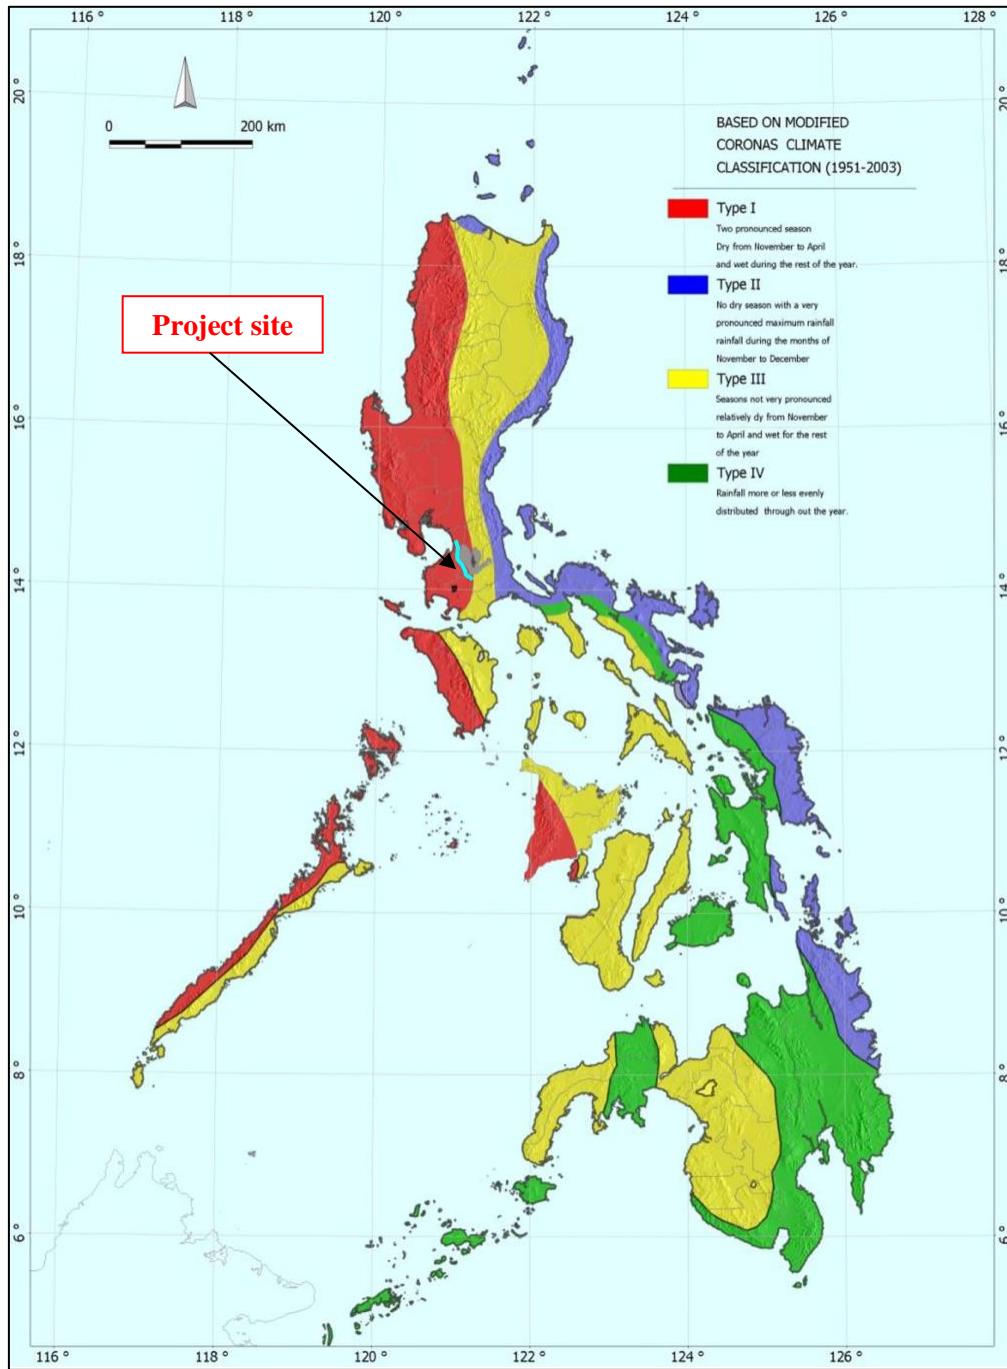 116 ° 118 ° 120 ° 122 ° 124 ° 126 ° 128 °
20 ° 20 °
0 200 km
BASED ON MODIFIED
CORONAS CLIMATE
CLASSIFICATION (1951-2003)
Type I
Two pronounced season
Dry from November to April
and wet during the rest of the year.
18 ° 18 °
Type II
No dry season with a very
pronounced maximum rainfall
rainfall during the months of
November to December
Project site
Type III
Seasons not very pronounced
relatively dy from November
to April and wet for the rest
of the year
16 ° 16 °
Type IV
Rainfall more or less evenly
distributed through out the year.
14 ° 14 °
12 ° 12 °
10 ° 10 °
8 ° 8 °
6 ° 6 °
116 ° 118 ° 120 ° 122 ° 124 ° 126 °